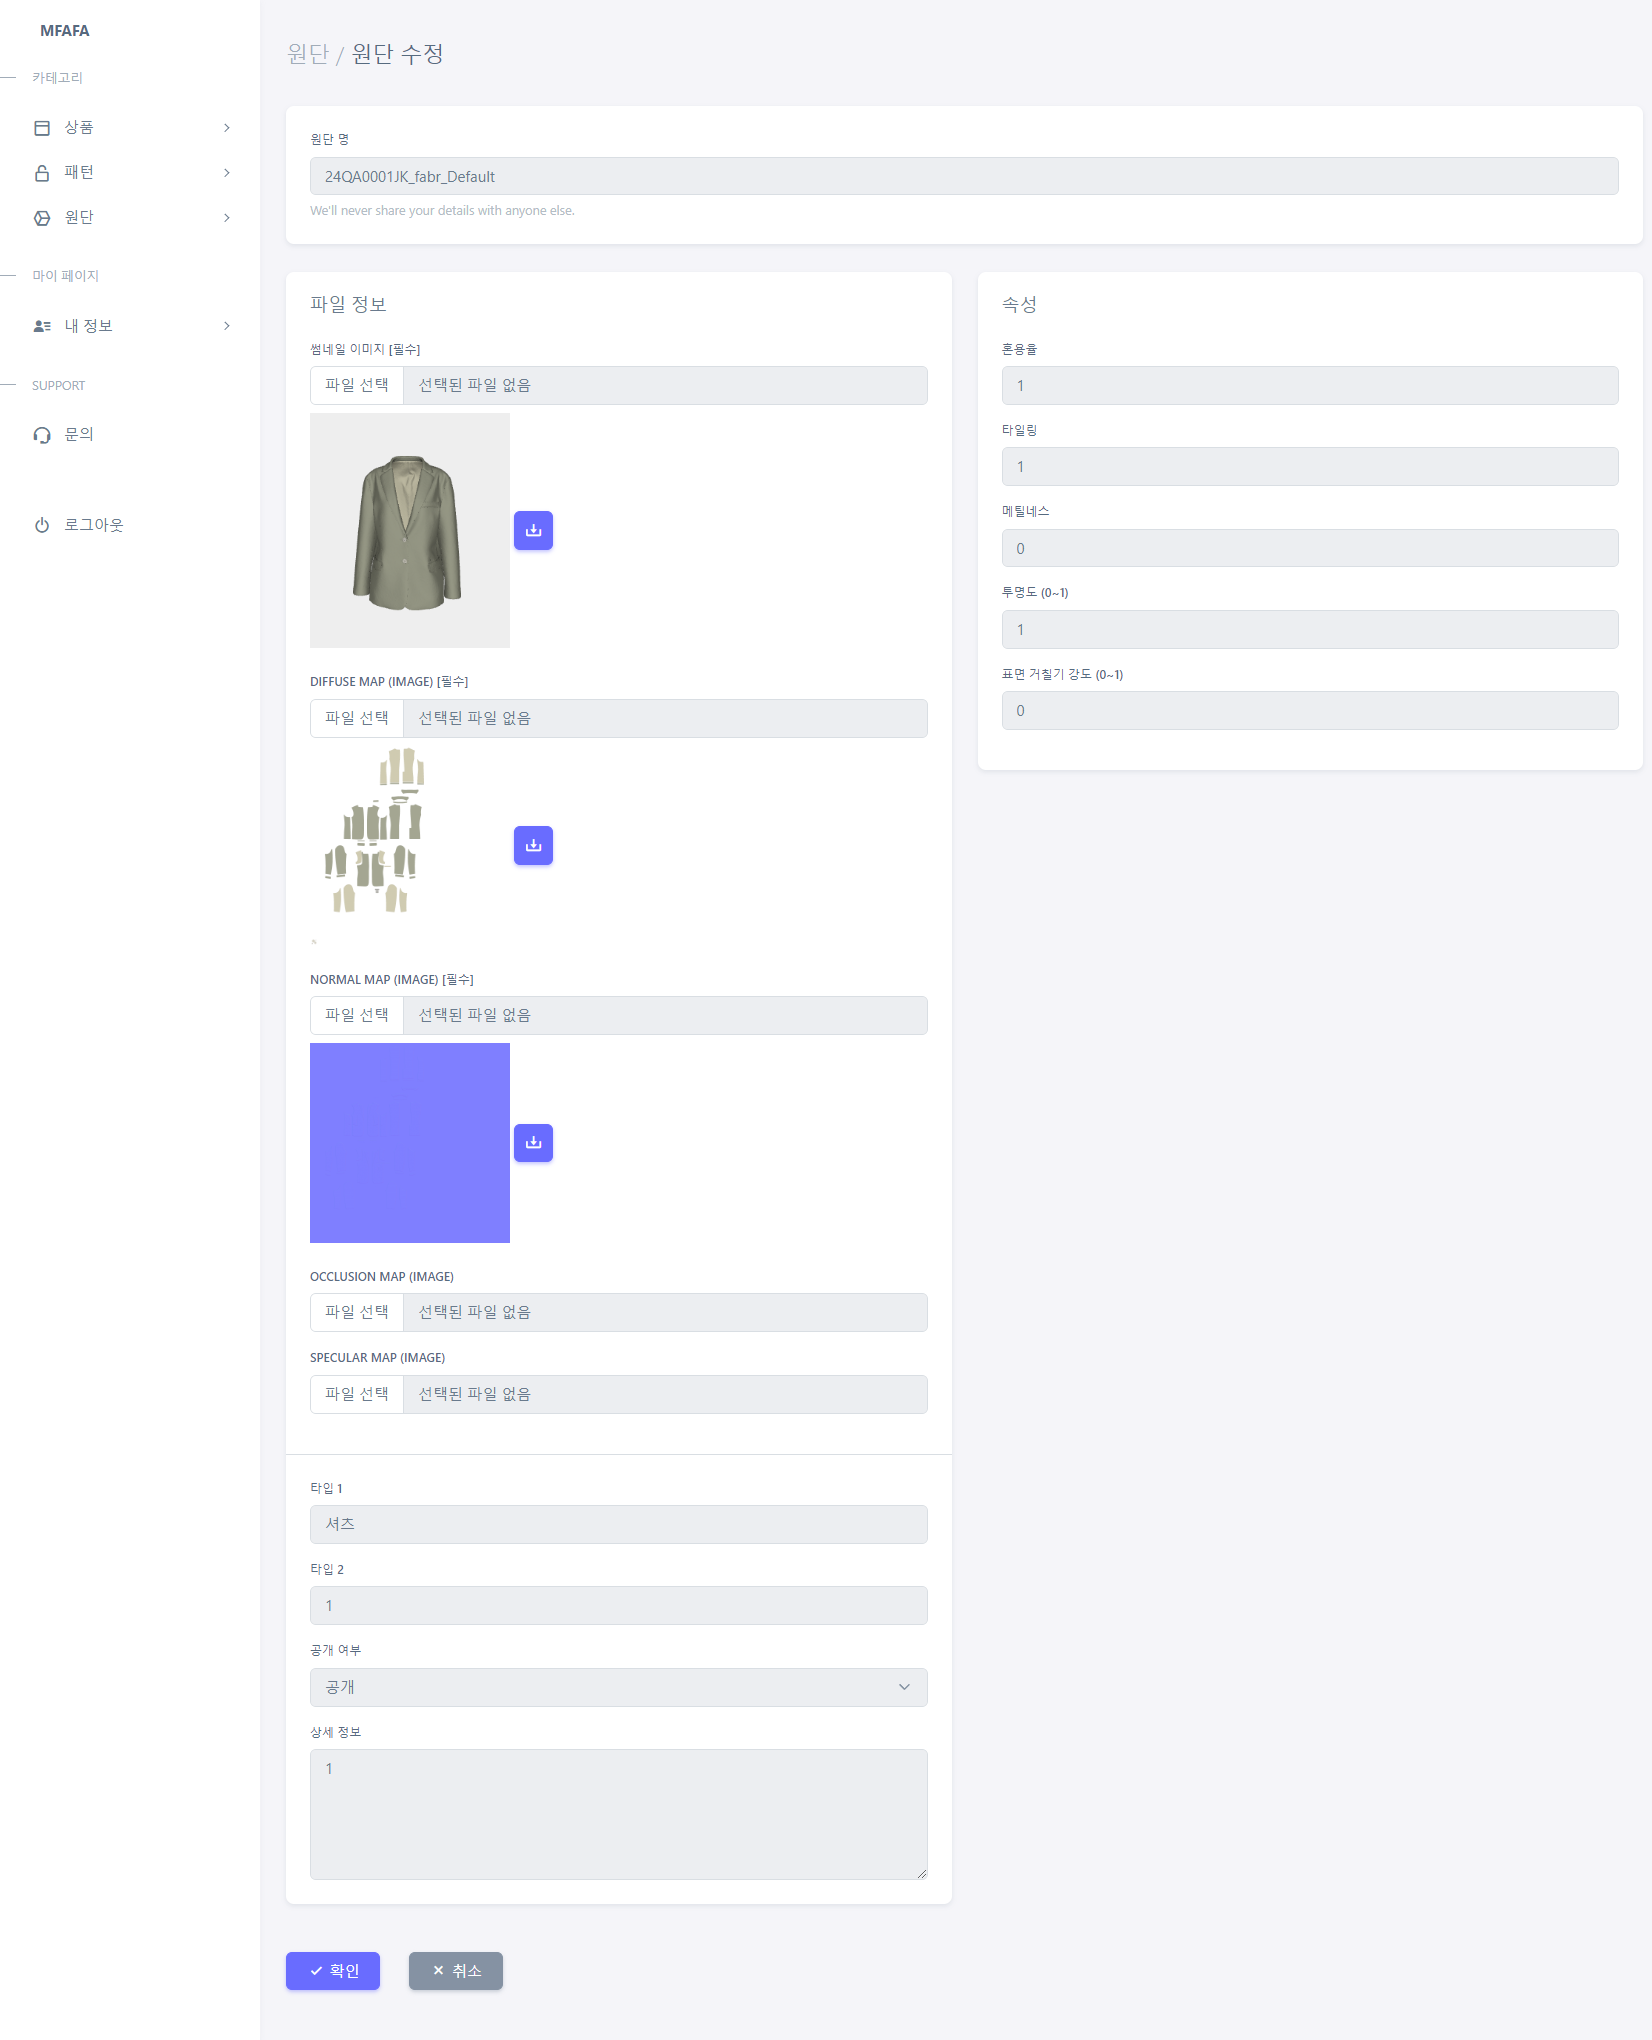 MFAFA
카테고리
상품
패턴
원단
마이 페이지
내 정보
SUPPORT
문의
로그아웃
원단 / 원단 수정
원단 명
24QA0001JK_fabr_Default
We'll never share your details with anyone else.
파일 정보
썸네일 이미지 [필수]
파일 선택 선택된 파일 없음
DIFFUSE MAP (IMAGE) [필수]
파일 선택 선택된 파일 없음
NORMAL MAP (IMAGE) [필수]
파일 선택 선택된 파일 없음
OCCLUSION MAP (IMAGE)
파일 선택 선택된 파일 없음
SPECULAR MAP (IMAGE)
파일 선택 선택된 파일 없음
타입 1
셔츠
타입 2
1
공개 여부
공개
상세 정보
1
속성
혼용율
1
타일링
1
메틸네스
0
투명도 (0~1)
1
표면 거칠기 강도 (0~1)
0
확인
취소